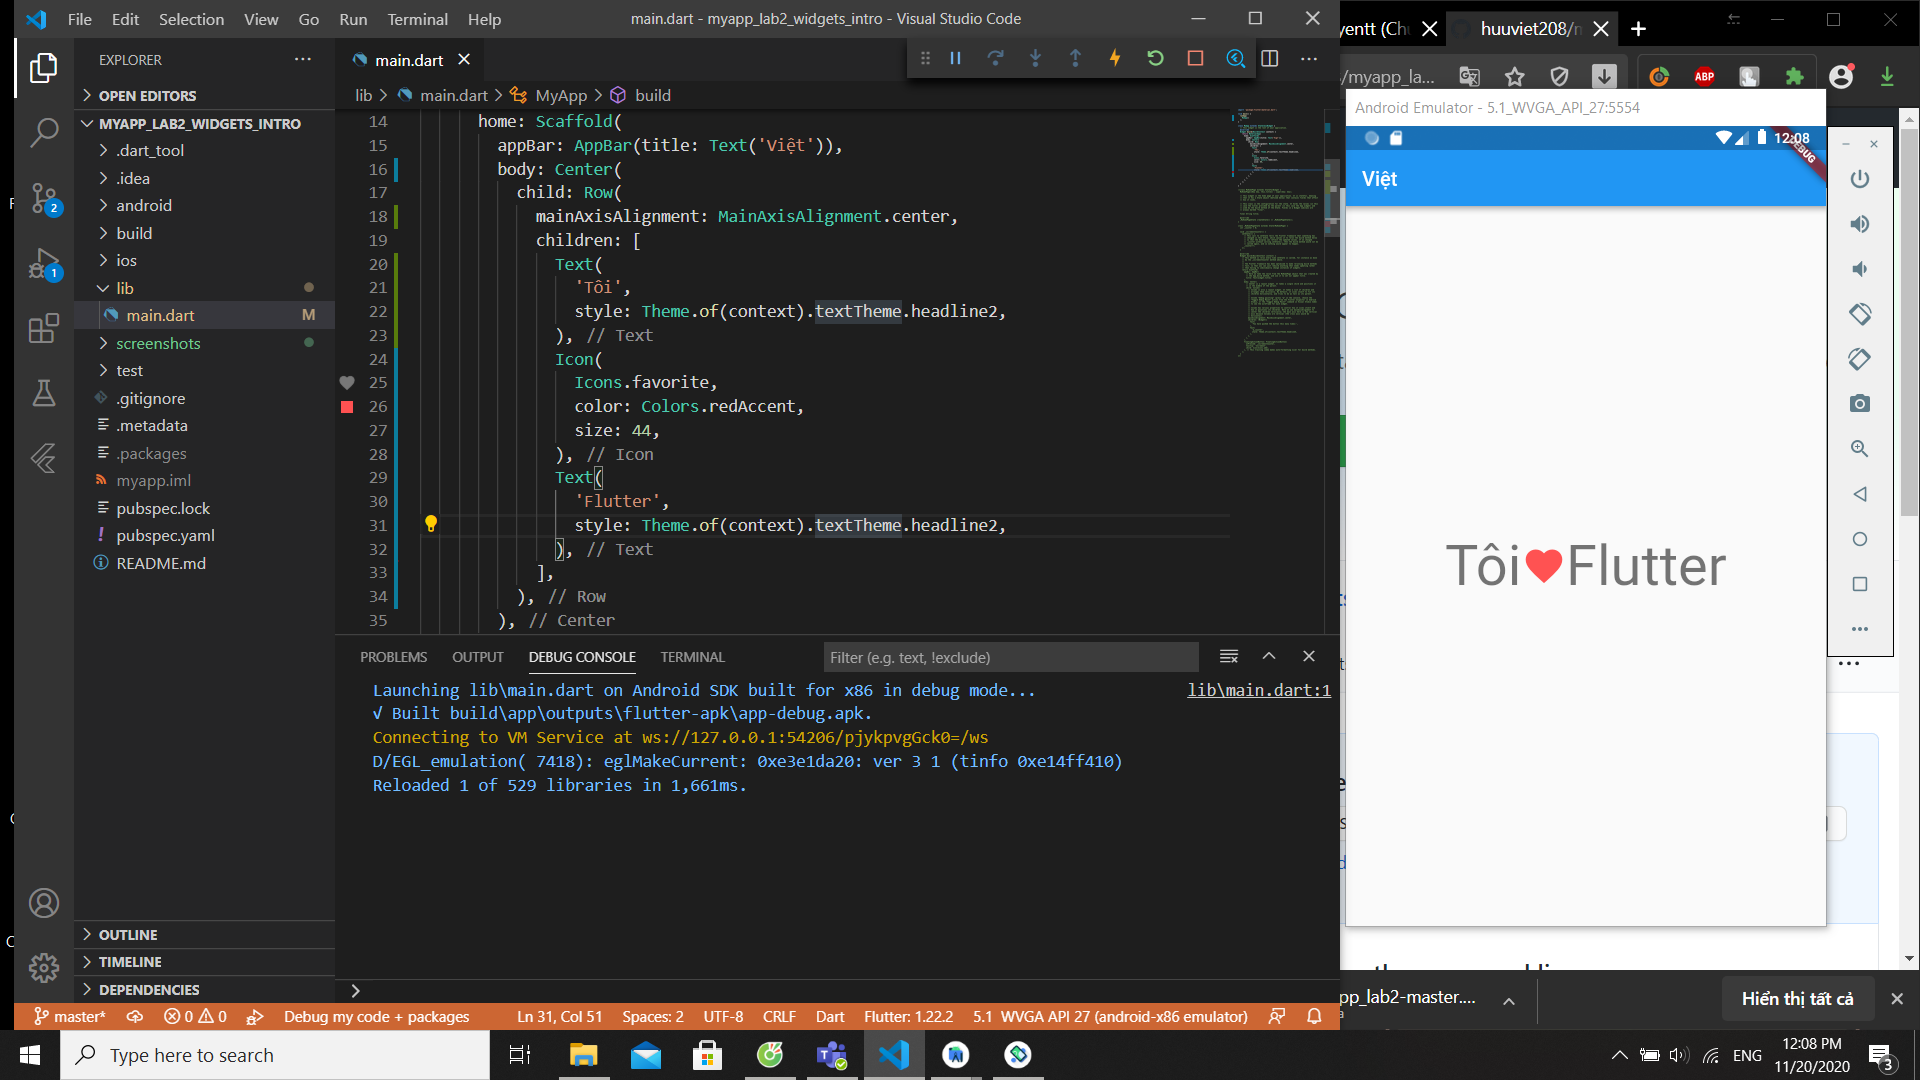 File Edit Selection View Go Run Terminal Help
main.dart - myapp_lab2_widgets_intro - Visual Studio Code
EXPLORER
OPEN EDITORS
MYAPP_LAB2_WIDGETS_INTRO
.dart_tool
.idea
android
build
ios
lib
main.dart M
screenshots
test
.gitignore
.metadata
.packages
myapp.iml
pubspec.lock
pubspec.yaml
README.md
OUTLINE
TIMELINE
DEPENDENCIES
2
1
main.dart
lib > main.dart > MyApp > build
14 home: Scaffold(
15 appBar: AppBar(title: Text('Việt')),
16 body: Center(
17 child: Row(
18 mainAxisAlignment: MainAxisAlignment.center,
19 children: [
20 Text(
21 'Tôi',
22 style: Theme.of(context).textTheme.headline2,
23 ), // Text
24 Icon(
25 Icons.favorite,
26 color: Colors.redAccent,
27 size: 44,
28 ), // Icon
29 Text(
30 'Flutter',
31 style: Theme.of(context).textTheme.headline2,
32 ), // Text
33 ],
34 ), // Row
35 ), // Center
PROBLEMS OUTPUT DEBUG CONSOLE TERMINAL
Filter (e.g. text, !exclude)
Launching lib\main.dart on Android SDK built for x86 in debug mode...
lib\main.dart:1
√ Built build\app\outputs\flutter-apk\app-debug.apk.
Connecting to VM Service at ws://127.0.0.1:54206/pjykpvgGck0=/ws
D/EGL_emulation( 7418): eglMakeCurrent: 0xe3e1da20: ver 3 1 (tinfo 0xe14ff410)
Reloaded 1 of 529 libraries in 1,661ms.
master* 0 0 Debug my code + packages Ln 31, Col 51 Spaces: 2 UTF-8 CRLF Dart Flutter: 1.22.2 5.1 WVGA API 27 (android-x86 emulator)
huuviet208/
/myapp_la...
ABP
Android Emulator - 5.1_WVGA_API_27:5554
12:08
DEBUG
Việt
Tôi Flutter
pp_lab2-master....
Hiển thị tất cả
Type here to search
ENG
12:08 PM
11/20/2020
3